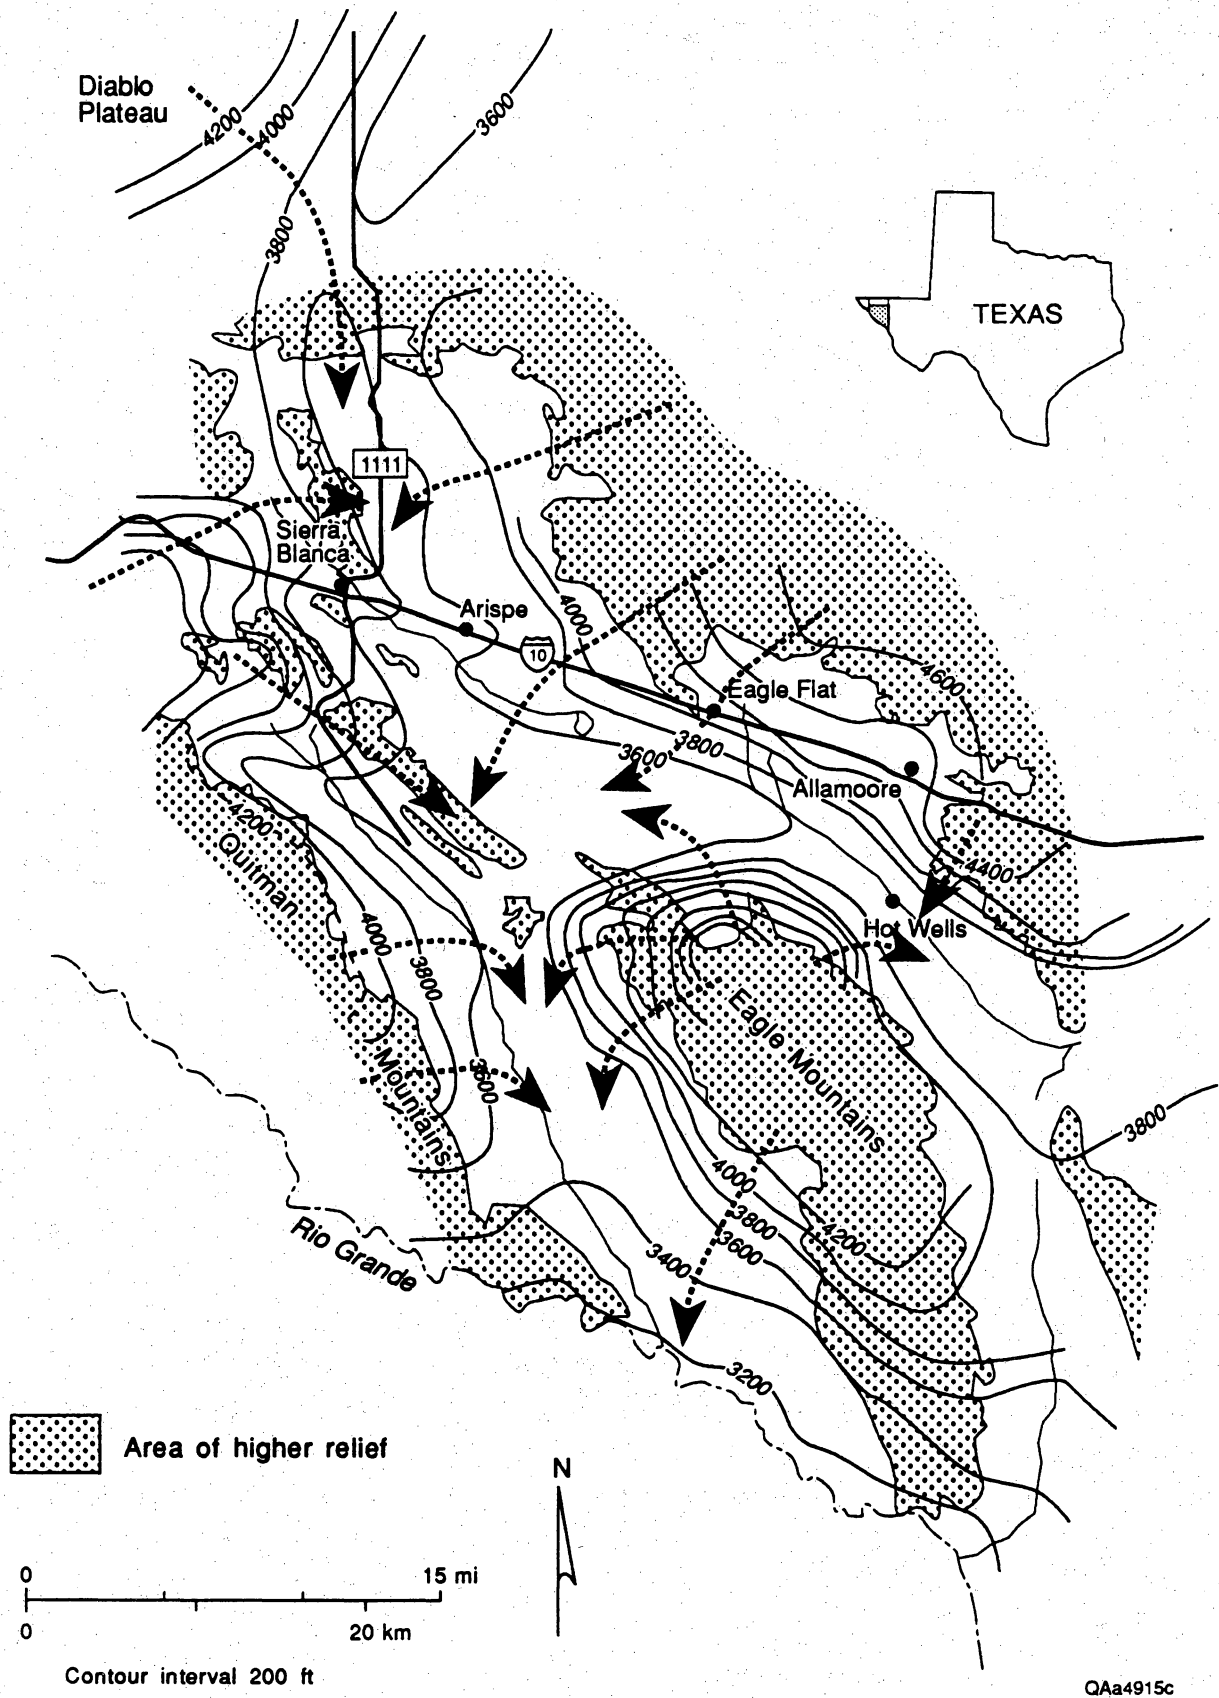 Diablo
Plateau
4200
4000
3600
3800
TEXAS
1111
Sierra
Blanca
Arispe
10
4000
4600
Eagle Flat
3800
3600
Allamoore
4200
Quitman
4400
4000
Hot Wells
3800
Eagle Mountains
Mountains
3600
3800
4000
3800
4200
3600
3400
Rio Grande
3200
Area of higher relief
N
0
15 mi
0
20 km
Contour interval 200 ft
QAa4915c